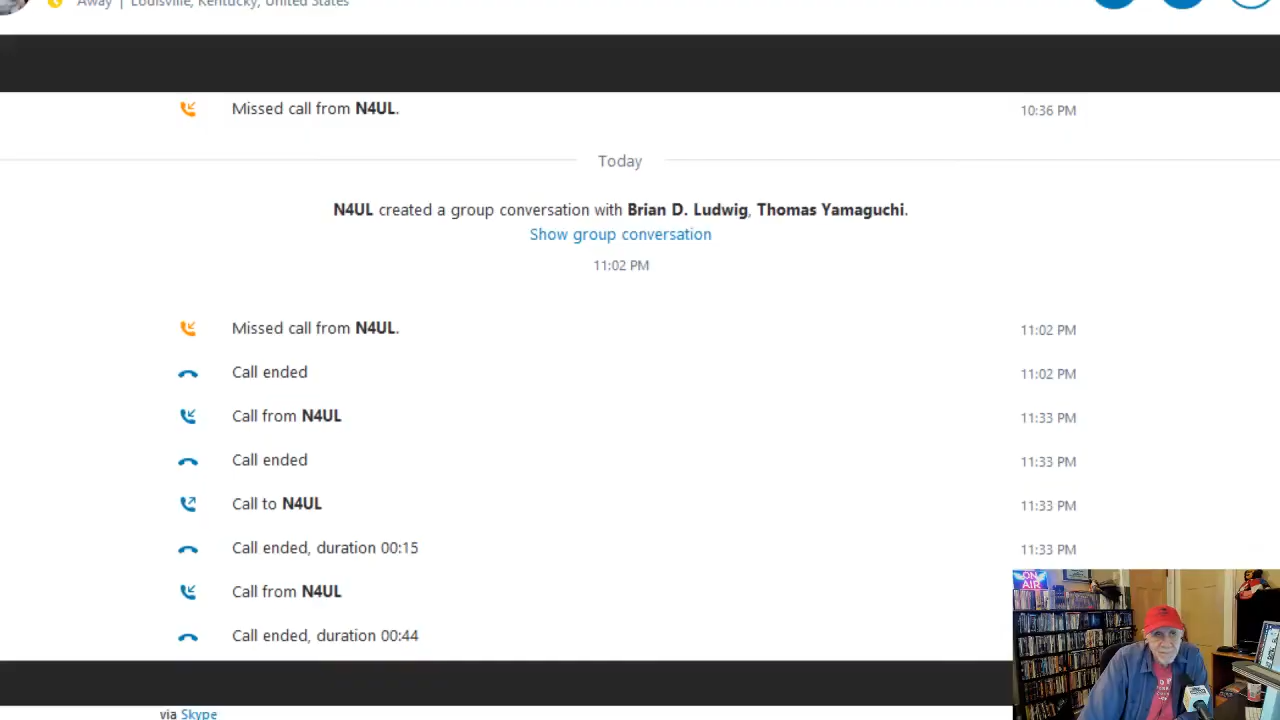 Away | Louisville, Kentucky, United States
Missed call from N4UL. 10:36 PM
Today
N4UL created a group conversation with Brian D. Ludwig, Thomas Yamaguchi.
Show group conversation
11:02 PM
Missed call from N4UL. 11:02 PM
Call ended 11:02 PM
Call from N4UL 11:33 PM
Call ended 11:33 PM
Call to N4UL 11:33 PM
Call ended, duration 00:15 11:33 PM
Call from N4UL
Call ended, duration 00:44
ON
AIR
via Skype